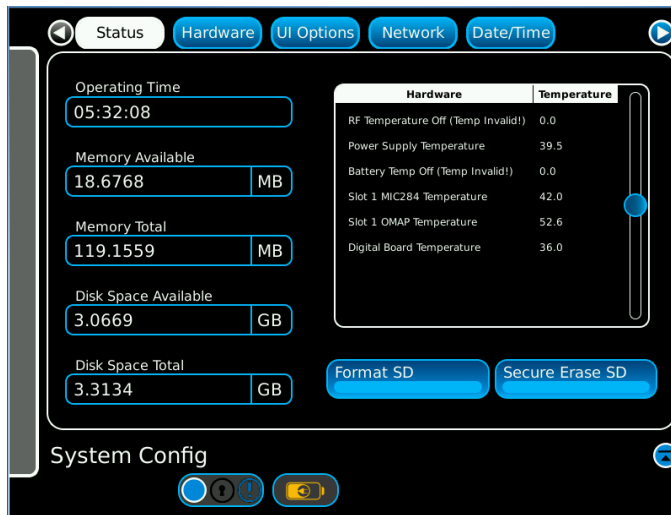 Status
Hardware
UI Options
Network
Date/Time
Operating Time
05:32:08
Memory Available
18.6768 MB
Memory Total
119.1559 MB
Disk Space Available
3.0669 GB
Disk Space Total
3.3134 GB
Hardware Temperature
RF Temperature Off (Temp Invalid!) 0.0
Power Supply Temperature 39.5
Battery Temp Off (Temp Invalid!) 0.0
Slot 1 MIC284 Temperature 42.0
Slot 1 OMAP Temperature 52.6
Digital Board Temperature 36.0
Format SD
Secure Erase SD
System Config